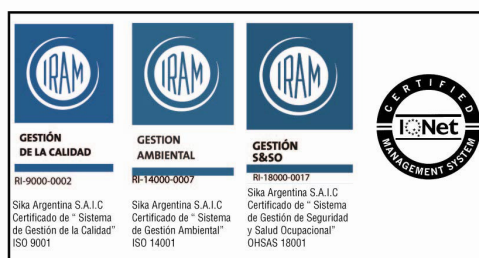 IRAM
GESTIÓN
DE LA CALIDAD
RI-9000-0002
Sika Argentina S.A.I.C
Certificado de “ Sistema
de Gestión de la Calidad”
ISO 9001
IRAM
GESTION
AMBIENTAL
RI-14000-0007
Sika Argentina S.A.I.C
Certificado de “ Sistema
de Gestión Ambiental”
ISO 14001
IRAM
GESTIÓN
S&SO
RI-18000-0017
Sika Argentina S.A.I.C
Certificado de “ Sistema
de Gestión de Seguridad
y Salud Ocupacional”
OHSAS 18001
CERTIFIED
IQNet
MANAGEMENT SYSTEM